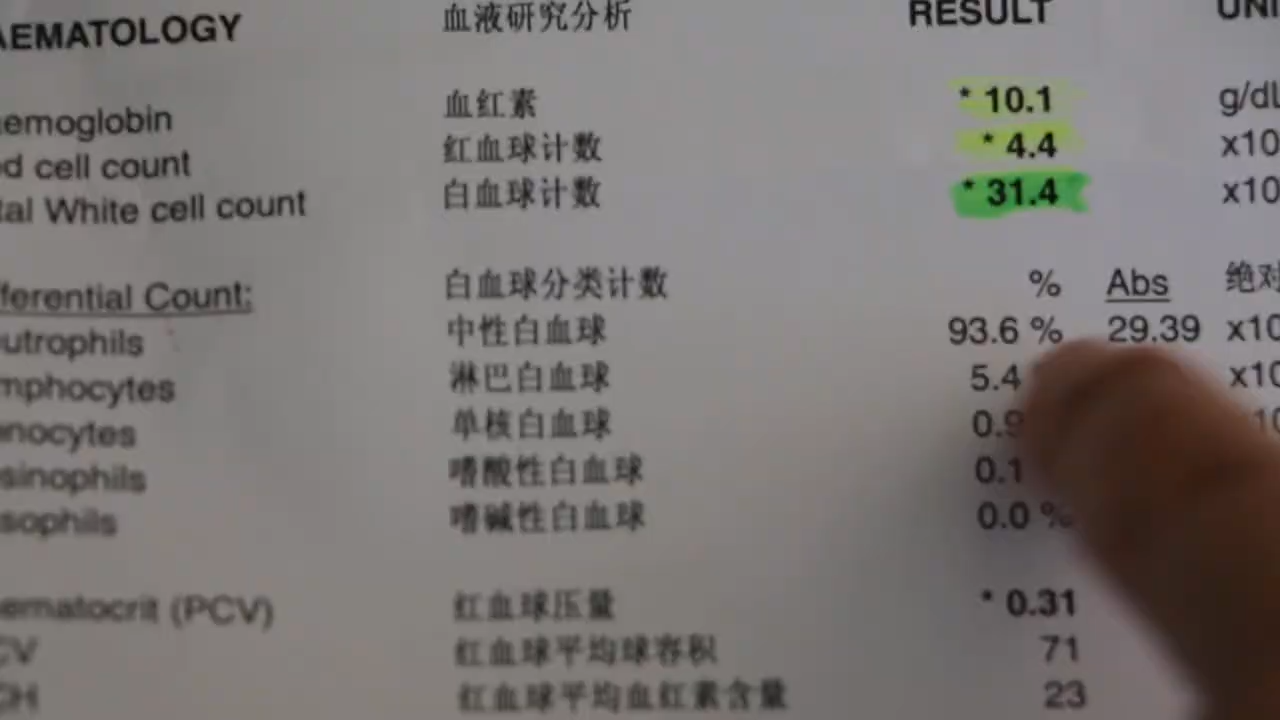 AEMATOLOGY 血液研究分析 RESULT UNI
emoglobin 血红素 * 10.1 g/dL
d cell count 红血球计数 * 4.4 x10
tal White cell count 白血球计数 * 31.4 x10
ferential Count: 白血球分类计数 % Abs 绝对
utrophils 中性白血球 93.6 % 29.39 x10
mphocytes 淋巴白血球 5.4 x10
nocytes 单核白血球 0.9 10
sinophils 嗜酸性白血球 0.1
sophils 嗜碱性白血球 0.0 %
ematocrit (PCV) 红血球压量 * 0.31
CV 红血球平均球容积 71
CH 红血球平均血红素含量 23